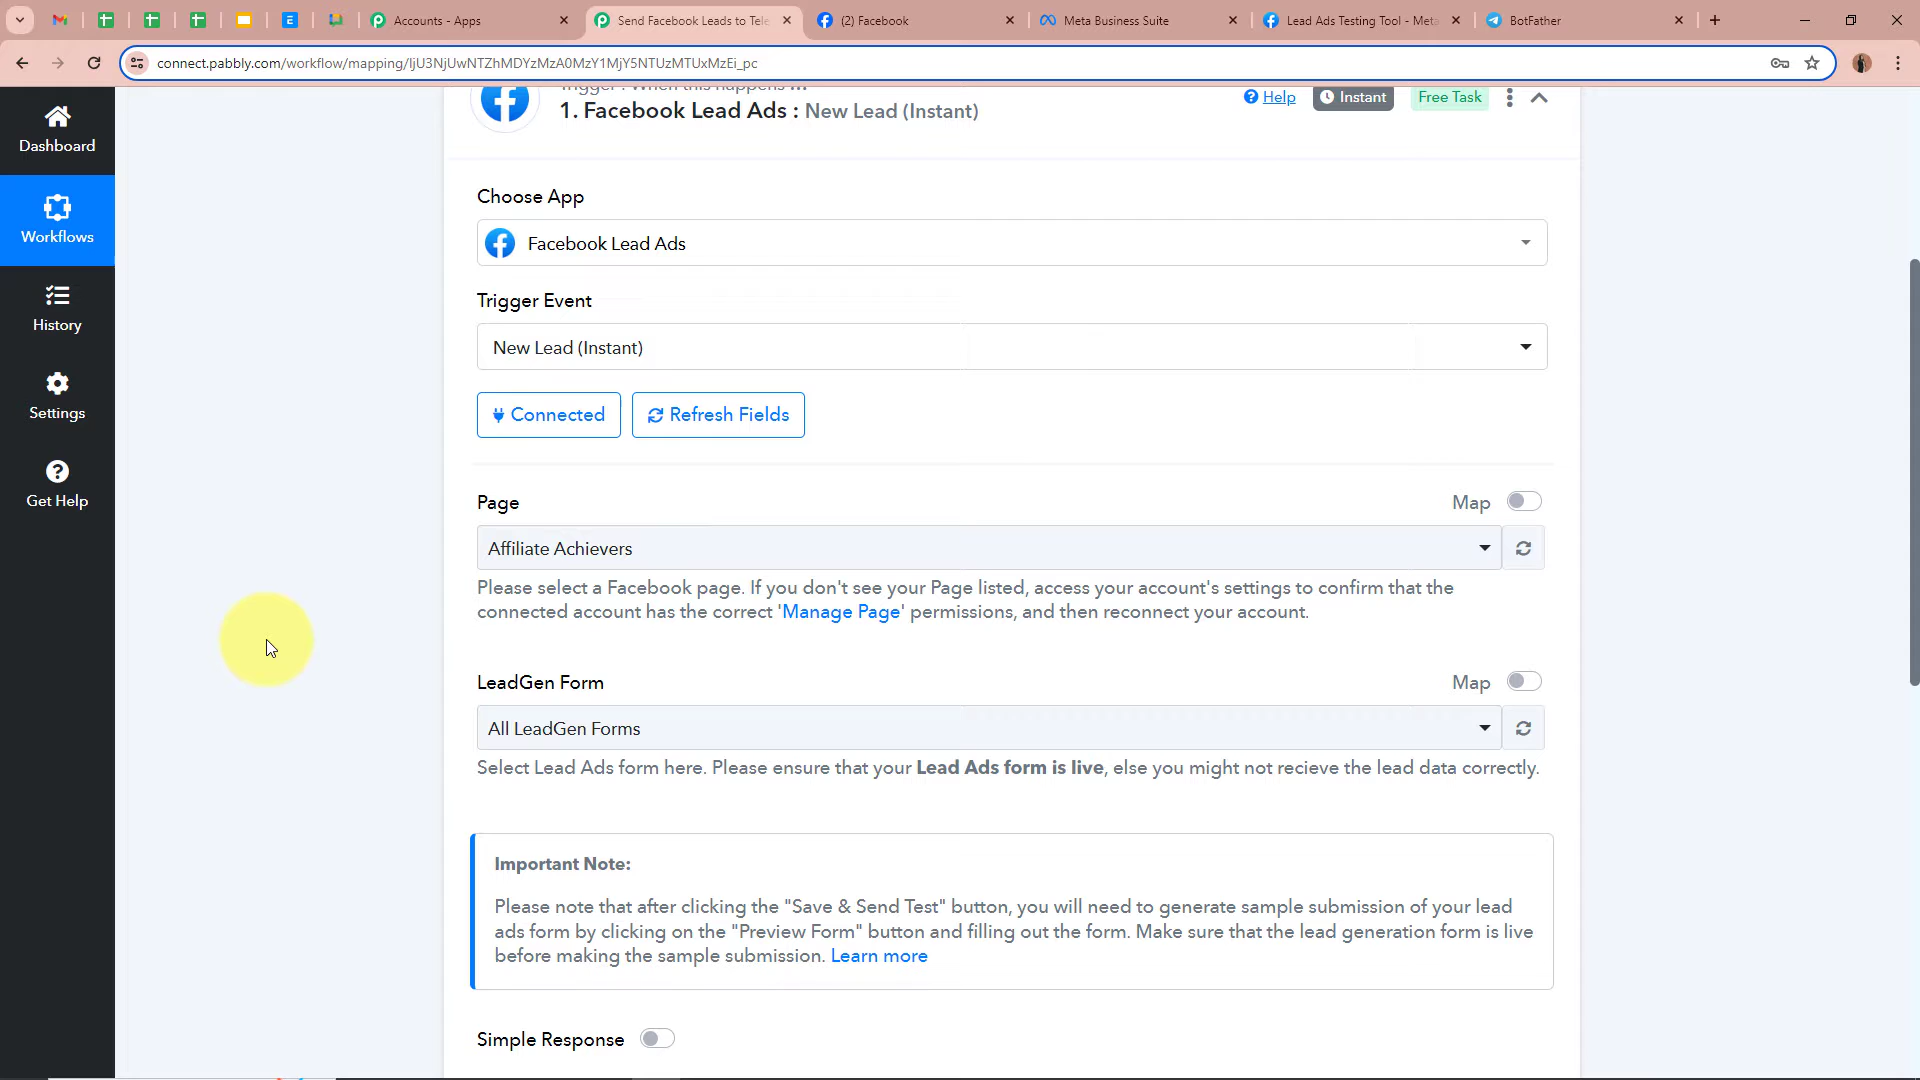 Accounts - Apps
Send Facebook Leads to Tele
(2) Facebook
Meta Business Suite
Lead Ads Testing Tool - Meta
BotFather
connect.pabbly.com/workflow/mapping/IjU3NjUwNTZhMDYzMzA0MzY1MjY5NTUzMTUxMzEi_pc
Dashboard
Workflows
History
Settings
Get Help
Trigger : When this happens ...
1. Facebook Lead Ads : New Lead (Instant)
Help
Instant
Free Task
Choose App
Facebook Lead Ads
Trigger Event
New Lead (Instant)
Connected
Refresh Fields
Page
Map
Affiliate Achievers
Please select a Facebook page. If you don't see your Page listed, access your account's settings to confirm that the
connected account has the correct 'Manage Page' permissions, and then reconnect your account.
LeadGen Form
Map
All LeadGen Forms
Select Lead Ads form here. Please ensure that your Lead Ads form is live, else you might not recieve the lead data correctly.
Important Note:
Please note that after clicking the "Save & Send Test" button, you will need to generate sample submission of your lead
ads form by clicking on the "Preview Form" button and filling out the form. Make sure that the lead generation form is live
before making the sample submission. Learn more
Simple Response